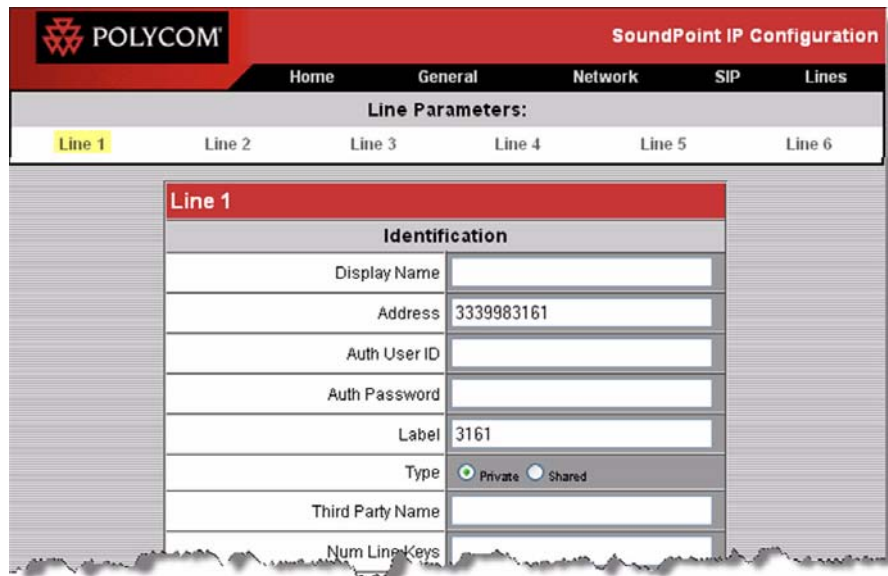 POLYCOM
SoundPoint IP Configuration
Home General Network SIP Lines
Line Parameters:
Line 1 Line 2 Line 3 Line 4 Line 5 Line 6
Line 1
Identification
Display Name
Address 3339983161
Auth User ID
Auth Password
Label 3161
Type Private Shared
Third Party Name
Num Line Keys